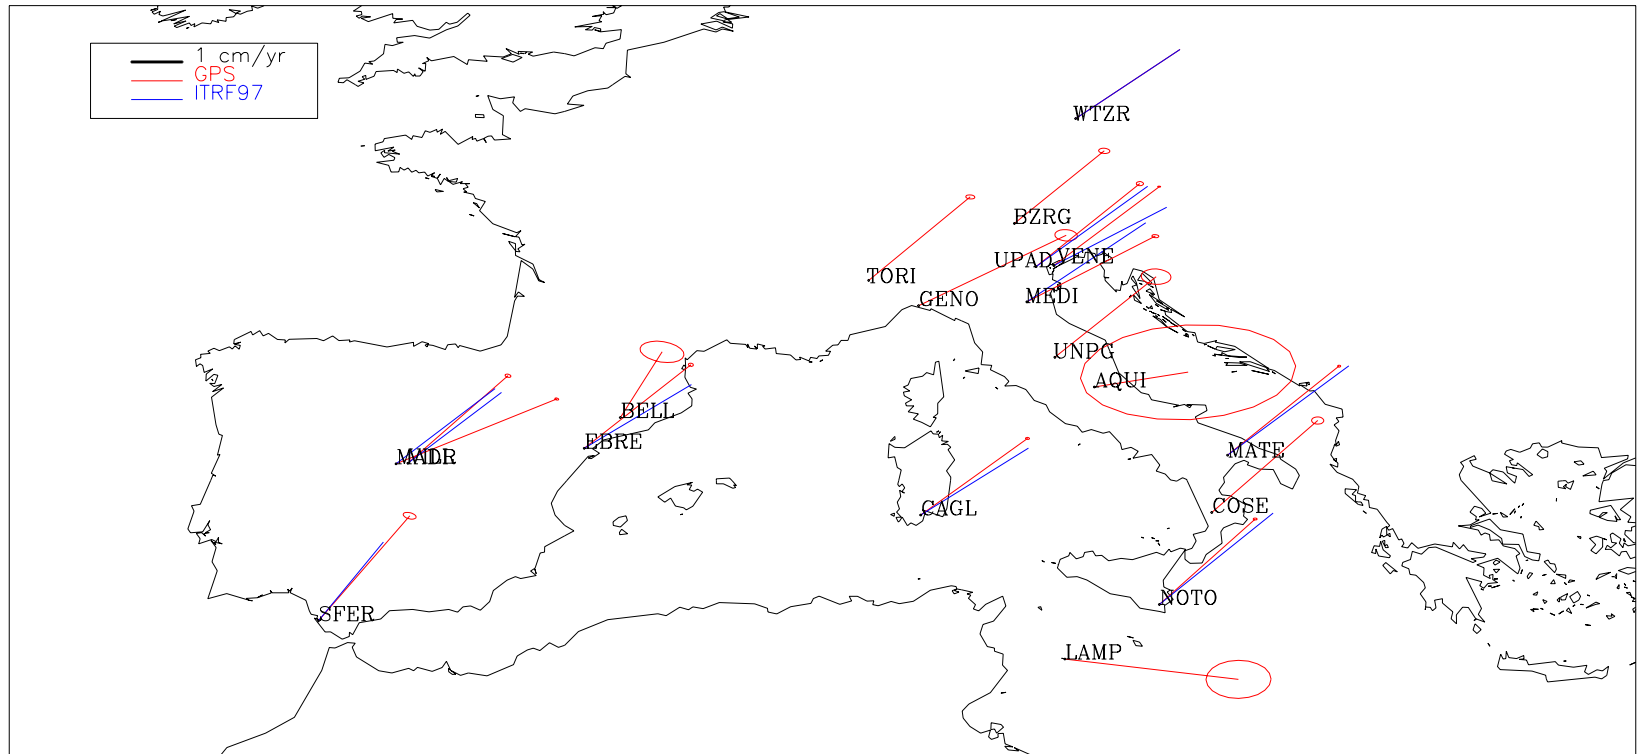 1 cm/yr
GPS
ITRF97
WTZR
BZRG
UPAD
VENE
TORI
GENO
MEDI
UNPG
AQUI
BELL
EBRE
MADR
MATE
CAGL
COSE
SFER
NOTO
LAMP